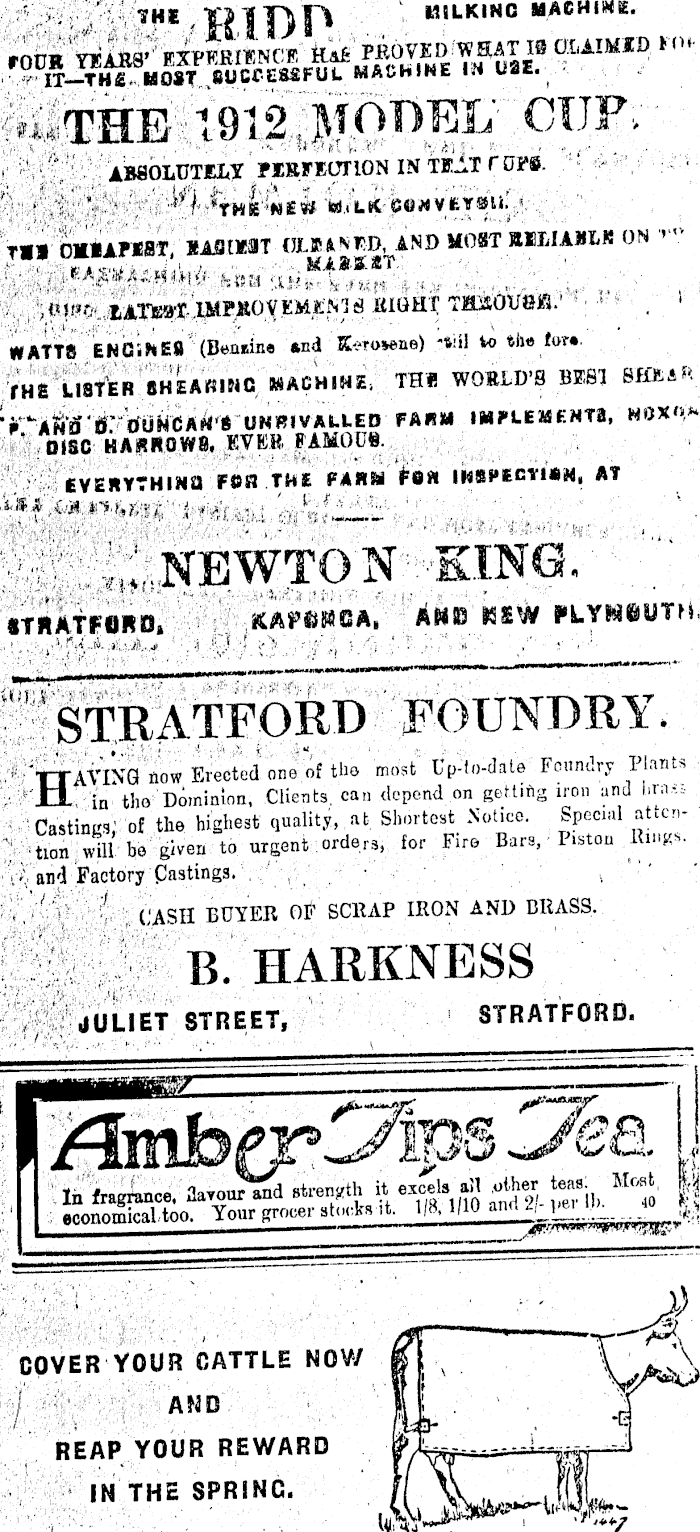 THE RIDD MILKING MACHINE.
FOUR YEARS' EXPERIENCE HAS PROVED WHAT IS CLAIMED FOR
IT—THE MOST SUCCESSFUL MACHINE IN USE.
THE 1912 MODEL CUP.
ABSOLUTELY PERFECTION IN TEAT CUPS.
THE NEW MILK CONVEYOR.
THE CHEAPEST, EASIEST CLEANED, AND MOST RELIABLE ON
MARKET
LATEST IMPROVEMENTS RIGHT THROUGH.
WATTS ENGINES (Benzine and Kerosene) still to the fore.
THE LISTER SHEARING MACHINE, THE WORLD'S BEST SHEAR
P. AND D. DUNCAN'S UNRIVALLED FARM IMPLEMENTS,
DISC HARROWS, EVER FAMOUS.
EVERYTHING FOR THE FARM FOR INSPECTION, AT
NEWTON KING.
STRATFORD, KAPONGA, AND NEW PLYMOUTH.
STRATFORD FOUNDRY.
HAVING now Erected one of the most Up-to-date Foundry Plants
in the Dominion, Clients can depend on getting iron and brass
Castings, of the highest quality, at Shortest Notice. Special atten-
tion will be given to urgent orders, for Fire Bars, Piston Rings.
and Factory Castings.
CASH BUYER OF SCRAP IRON AND BRASS.
B. HARKNESS
JULIET STREET, STRATFORD.
Amber Tips Tea
In fragrance, flavour and strength it excels all other teas. Most
economical too. Your grocer stocks it. 1/8, 1/10 and 2/- per lb. 40
COVER YOUR CATTLE NOW
AND
REAP YOUR REWARD
IN THE SPRING.
1447